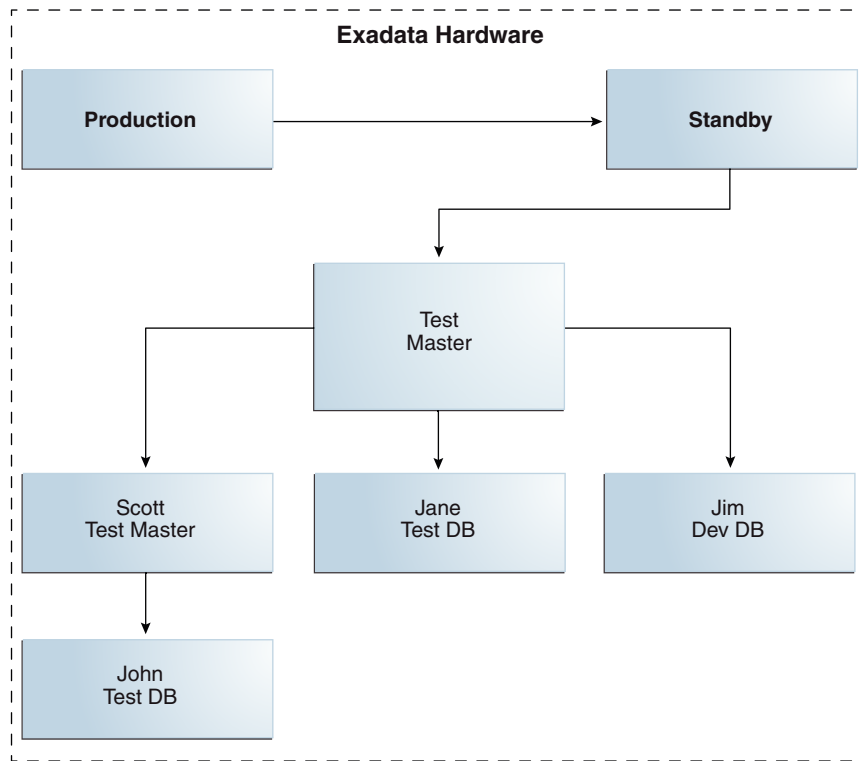 Exadata Hardware
Production
Standby
Test
Master
Scott
Test Master
Jane
Test DB
Jim
Dev DB
John
Test DB